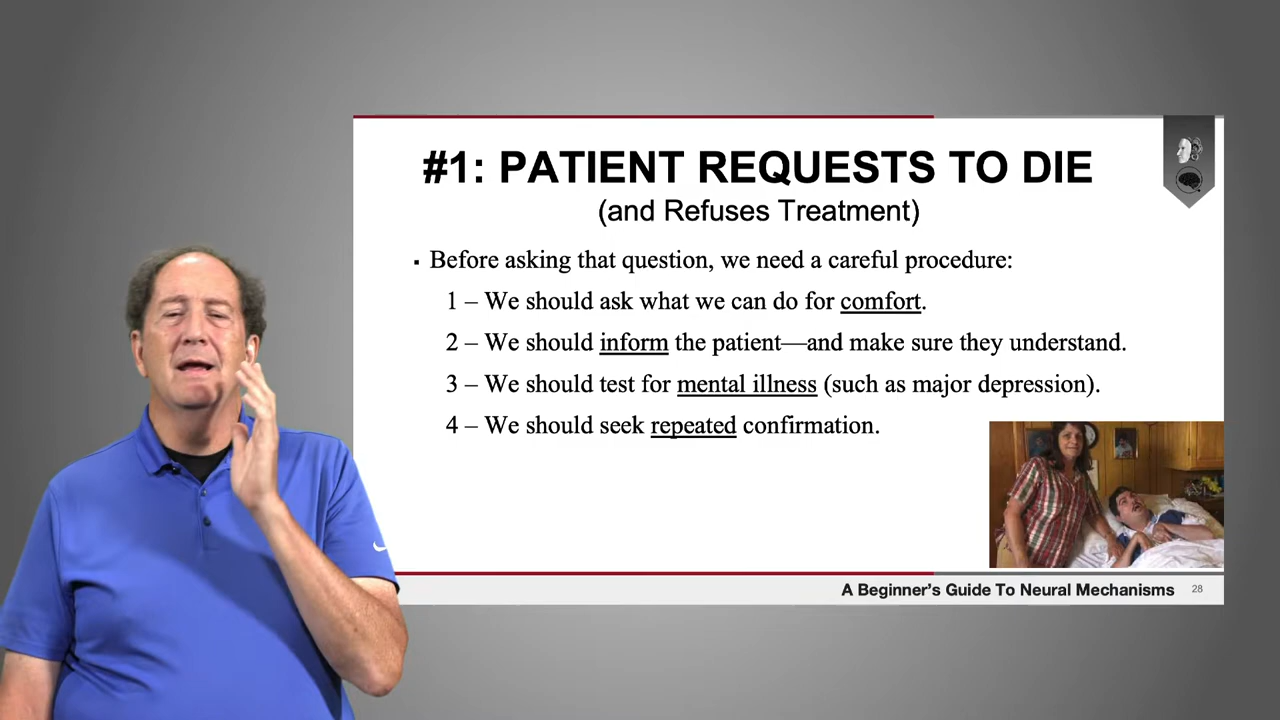 #1: PATIENT REQUESTS TO DIE
(and Refuses Treatment)
▪ Before asking that question, we need a careful procedure:
1 – We should ask what we can do for comfort.
2 – We should inform the patient—and make sure they understand.
3 – We should test for mental illness (such as major depression).
4 – We should seek repeated confirmation.
A Beginner's Guide To Neural Mechanisms 28